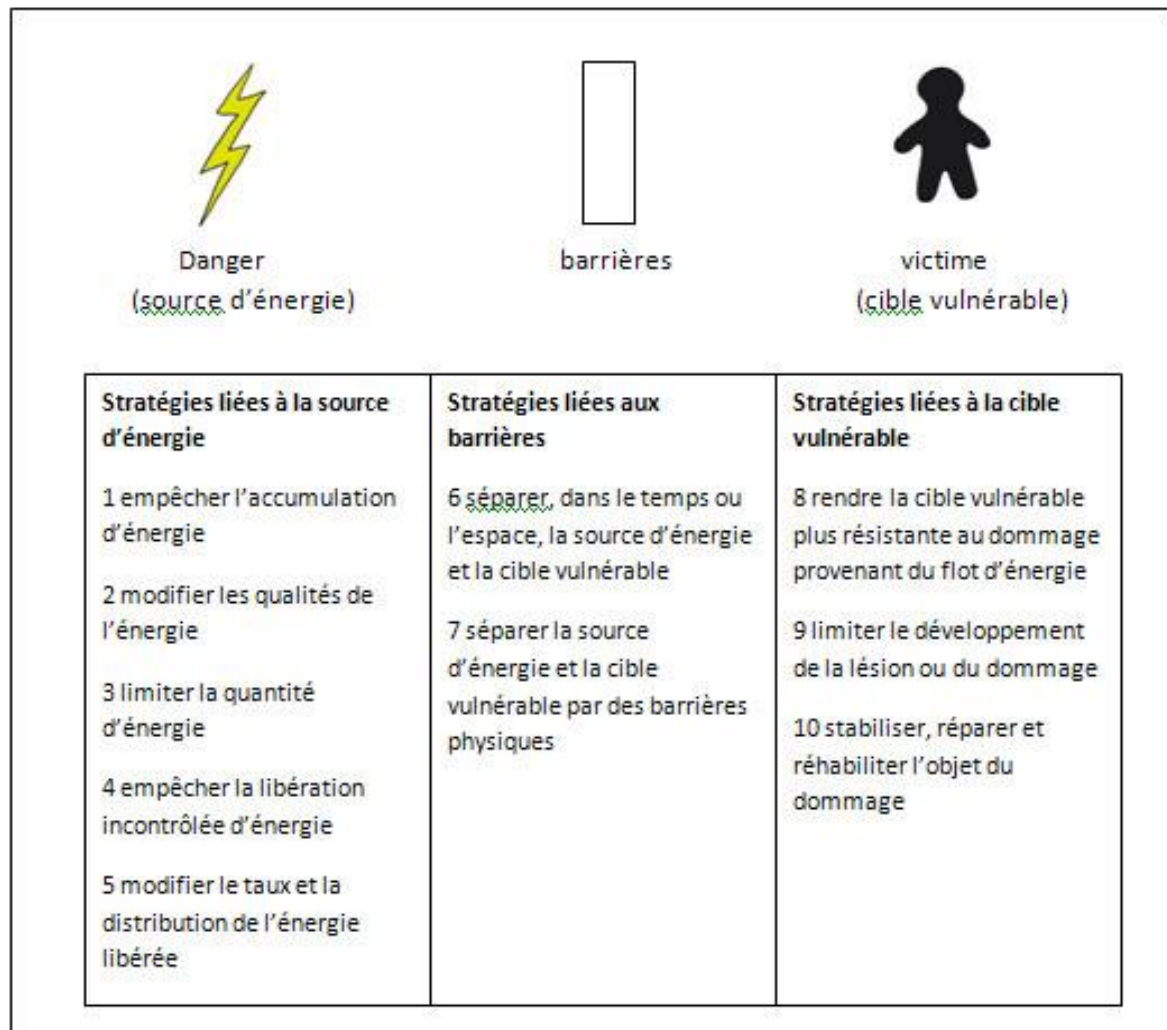 Danger
(source d'énergie)
barrières
victime
(cible vulnérable)
Stratégies liées à la source
d'énergie
1 empêcher l'accumulation
d'énergie
2 modifier les qualités de
l'énergie
3 limiter la quantité
d'énergie
4 empêcher la libération
incontrôlée d'énergie
5 modifier le taux et la
distribution de l'énergie
libérée
Stratégies liées aux
barrières
6 séparer, dans le temps ou
l'espace, la source d'énergie
et la cible vulnérable
7 séparer la source
d'énergie et la cible
vulnérable par des barrières
physiques
Stratégies liées à la cible
vulnérable
8 rendre la cible vulnérable
plus résistante au dommage
provenant du flot d'énergie
9 limiter le développement
de la lésion ou du dommage
10 stabiliser, réparer et
réhabiliter l'objet du
dommage